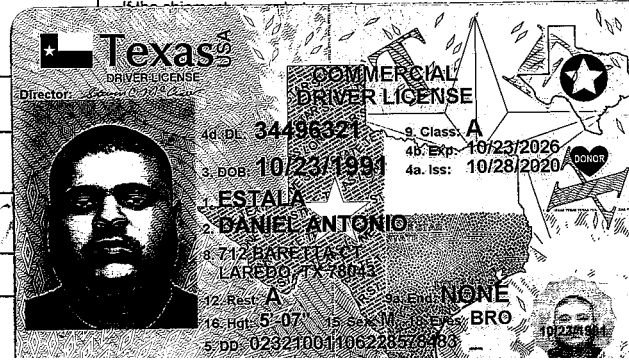 Texas USA
DRIVER LICENSE
Director:
COMMERCIAL
DRIVER LICENSE
4d. DL: 34496321
9. Class: A
3. DOB: 10/23/1991
4b. Exp: 10/23/2026
4a. Iss: 10/28/2020
DONOR
1. ESTALA
2. DANIEL ANTONIO
8. 712 BARETTA CT
LAREDO, TX 78043
12. Rest: A
9a. End: NONE
16. Hgt: 5'-07"
15. Sex: M
18. Eyes: BRO
5. DD: